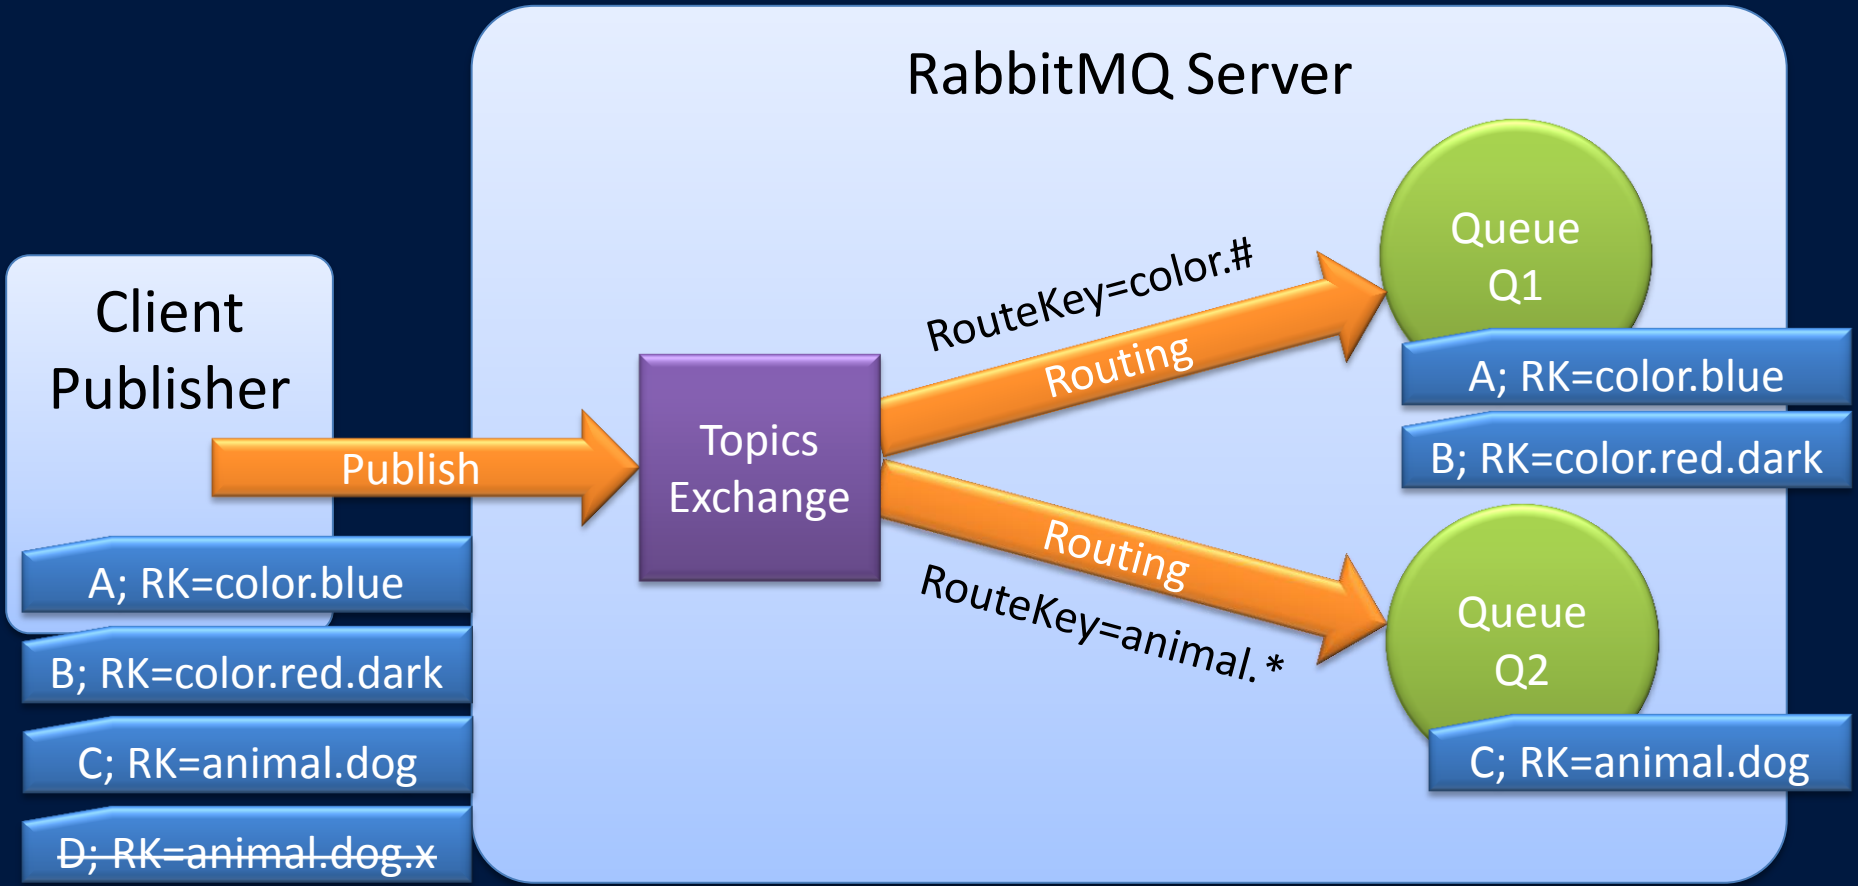 RabbitMQ Server
Client
Publisher
Publish
Topics
Exchange
RouteKey=color.#
Routing
Routing
RouteKey=animal.*
Queue
Q1
A; RK=color.blue
B; RK=color.red.dark
Queue
Q2
C; RK=animal.dog
A; RK=color.blue
B; RK=color.red.dark
C; RK=animal.dog
D; RK=animal.dog.x